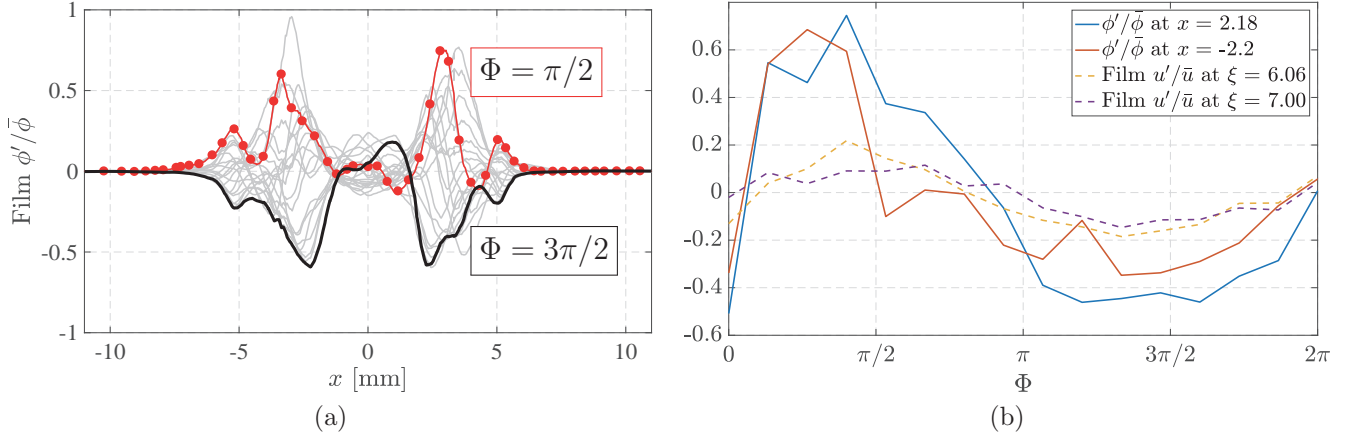 1
0.5
0
-0.5
-1
Film ϕ′/ϕ̄
-10
-5
0
5
10
x [mm]
Φ = π/2
Φ = 3π/2
(a)
0.6
0.4
0.2
0
-0.2
-0.4
-0.6
0
π/2
π
3π/2
2π
Φ
ϕ′/ϕ̄ at x = 2.18
ϕ′/ϕ̄ at x = -2.2
Film u′/ū at ξ = 6.06
Film u′/ū at ξ = 7.00
(b)